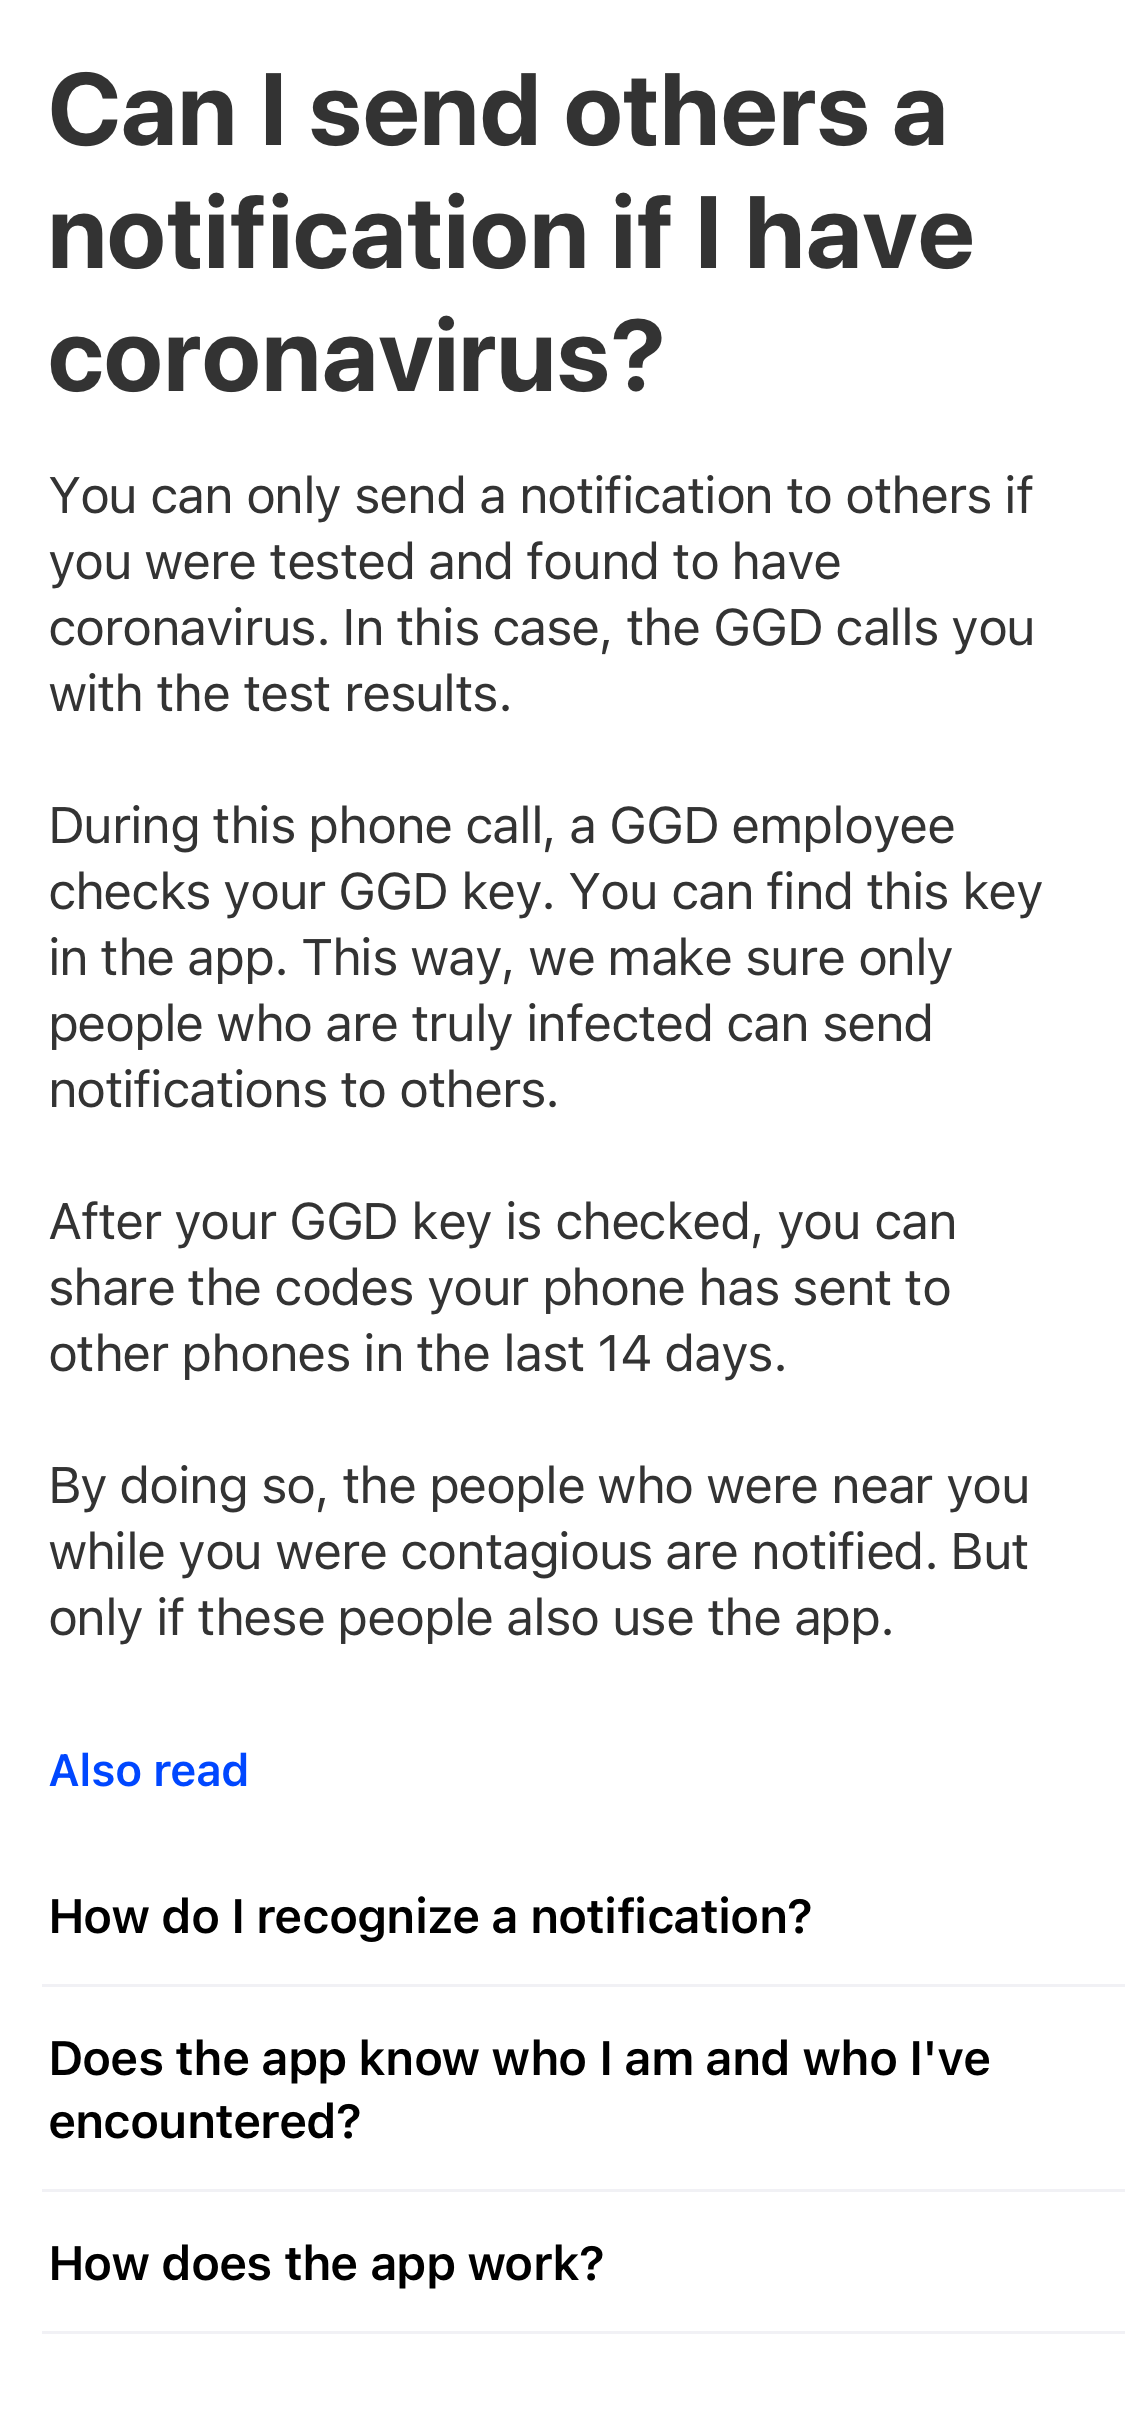 Can I send others a
notification if I have
coronavirus?
You can only send a notification to others if
you were tested and found to have
coronavirus. In this case, the GGD calls you
with the test results.
During this phone call, a GGD employee
checks your GGD key. You can find this key
in the app. This way, we make sure only
people who are truly infected can send
notifications to others.
After your GGD key is checked, you can
share the codes your phone has sent to
other phones in the last 14 days.
By doing so, the people who were near you
while you were contagious are notified. But
only if these people also use the app.
Also read
How do I recognize a notification?
Does the app know who I am and who I've
encountered?
How does the app work?